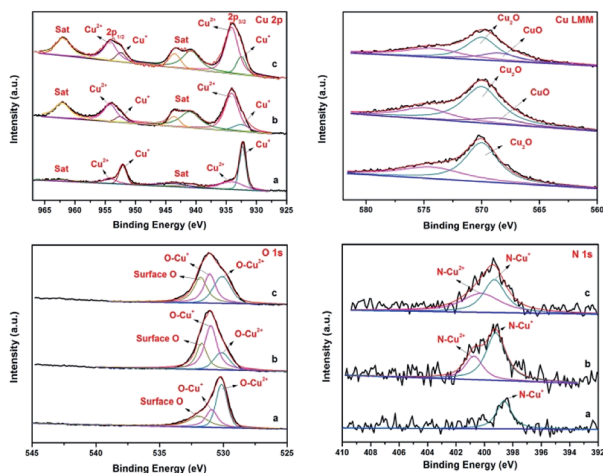 Cu 2p
Cu²⁺ 2p₁/₂ Cu⁺
Sat
Sat
Cu²⁺ 2p₃/₂
Cu⁺
c
Sat
Cu²⁺
Cu⁺
Sat
Cu²⁺
Cu⁺
b
Sat
Cu²⁺
Cu⁺
Sat
Cu²⁺
Cu⁺
a
Intensity (a.u.)
965 960 955 950 945 940 935 930 925
Binding Energy (eV)
Cu LMM
Cu₂O
CuO
c
Cu₂O
CuO
b
Cu₂O
a
Intensity (a.u.)
580 575 570 565 560
Binding Energy (eV)
O 1s
O-Cu⁺
Surface O
O-Cu²⁺
c
O-Cu⁺
Surface O
O-Cu²⁺
b
O-Cu⁺
O-Cu²⁺
Surface O
a
Intensity (a.u.)
545 540 535 530 525
Binding Energy (eV)
N 1s
N-Cu⁺
N-Cu²⁺
c
N-Cu⁺
N-Cu²⁺
b
N-Cu⁺
a
Intensity (a.u.)
410 408 406 404 402 400 398 396 394 392
Binding Energy (eV)